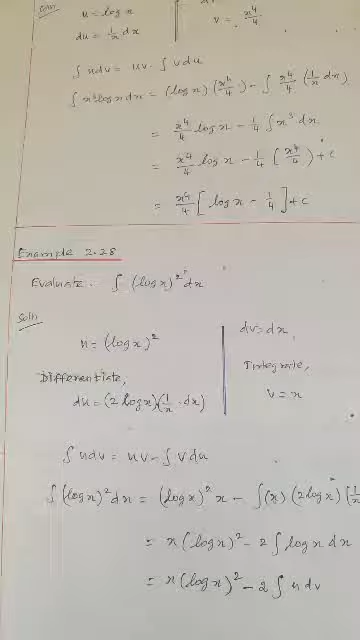 Soln
u = log x
du = 1/x dx
v = x⁴/4
∫ u dv = uv - ∫ v du
∫ x³ log x dx = (log x) (x⁴/4) - ∫ x⁴/4 (1/x dx)
= x⁴/4 log x - 1/4 ∫ x³ dx
= x⁴/4 log x - 1/4 [x⁴/4] + c
= x⁴/4 [log x - 1/4] + c
Example 2.28
Evaluate. ∫ (log x)² dx
Soln
u = (log x)²
Differentiate,
du = (2 log x)(1/x · dx)
dv = dx,
Integrate,
v = x
∫ u dv = uv - ∫ v du
∫ (log x)² dx = (log x)² x - ∫(x) (2 log x) (1/x
= x (log x)² - 2 ∫ log x dx
= x (log x)² - 2 ∫ u dv